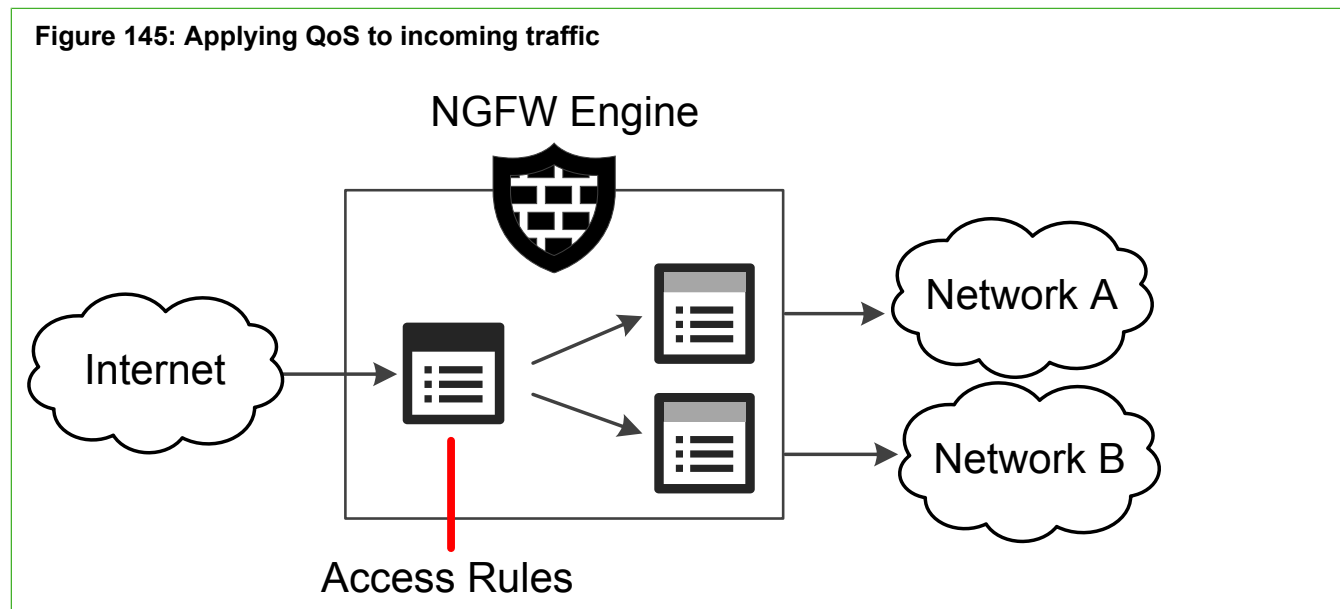 Figure 145: Applying QoS to incoming traffic
NGFW Engine
Internet
Network A
Network B
Access Rules